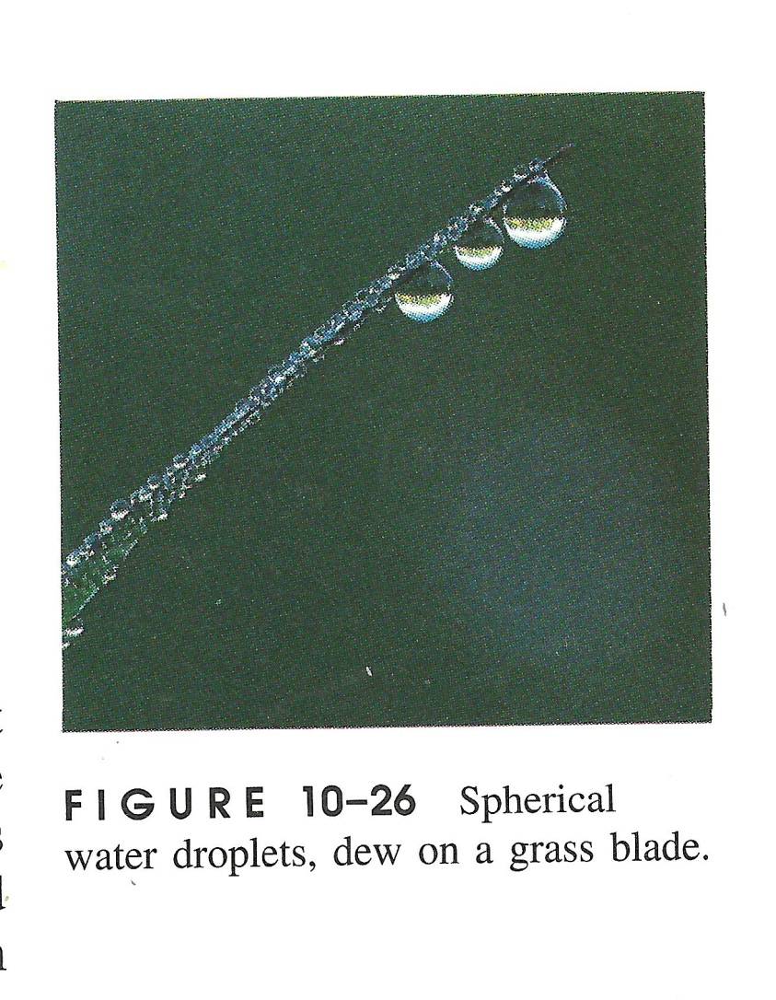 FIGURE 10–26 Spherical
water droplets, dew on a grass blade.